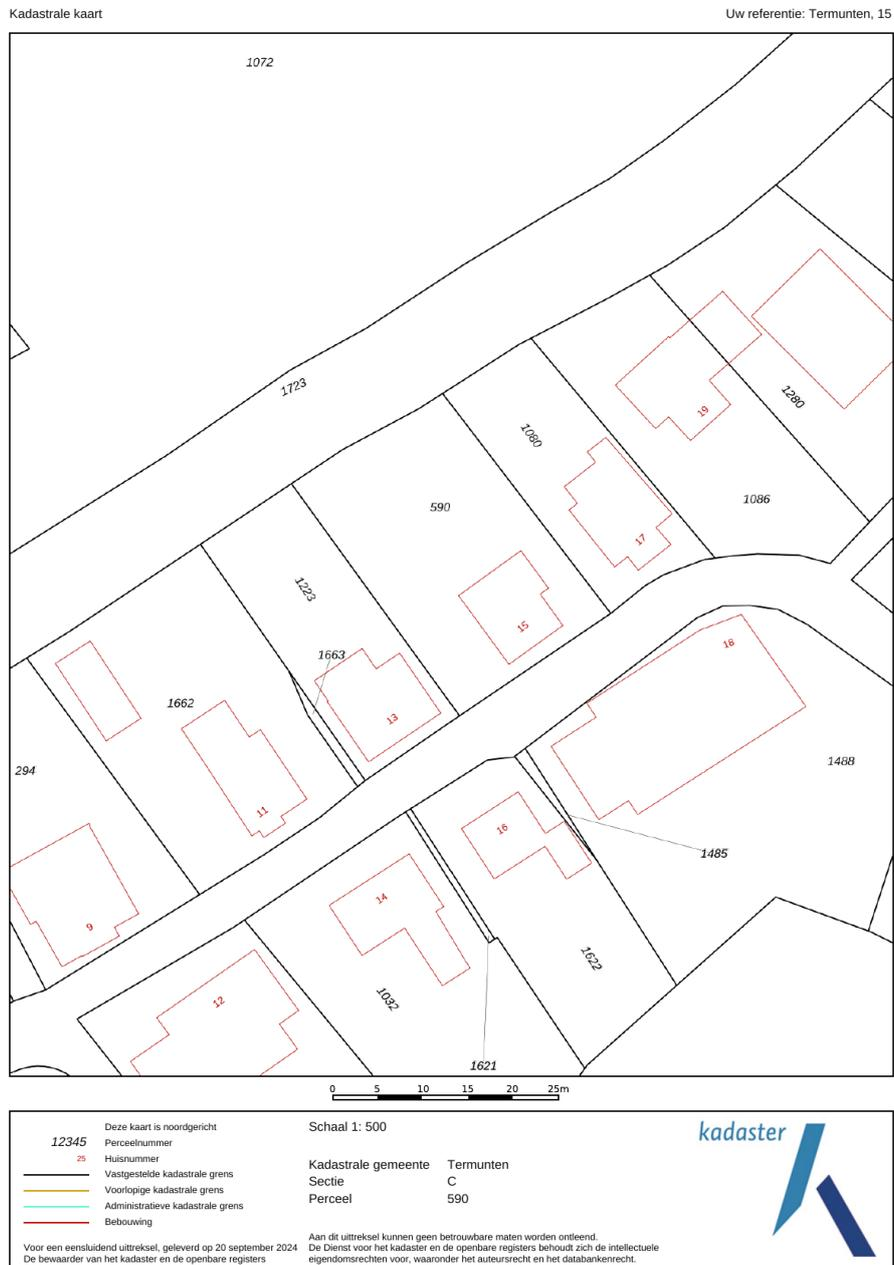 Kadastrale kaart
Uw referentie: Termunten, 15
1072
1723
1280
19
1080
1086
590
17
1223
15
1663
18
1662
13
294
1488
11
16
1485
14
9
1622
12
1032
1621
0 5 10 15 20 25m
Deze kaart is noordgericht
12345 Perceelnummer
25 Huisnummer
Vastgestelde kadastrale grens
Voorlopige kadastrale grens
Administratieve kadastrale grens
Bebouwing
Voor een eensluidend uittreksel, geleverd op 20 september 2024
De bewaarder van het kadaster en de openbare registers
Schaal 1: 500
Kadastrale gemeente Termunten
Sectie C
Perceel 590
Aan dit uittreksel kunnen geen betrouwbare maten worden ontleend.
De Dienst voor het kadaster en de openbare registers behoudt zich de intellectuele
eigendomsrechten voor, waaronder het auteursrecht en het databankenrecht.
kadaster